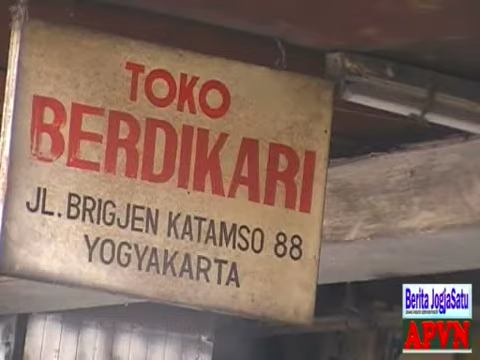 TOKO
BERDIKARI
JL. BRIGJEN KATAMSO 88
YOGYAKARTA
Berita JogjaSatu
APVN